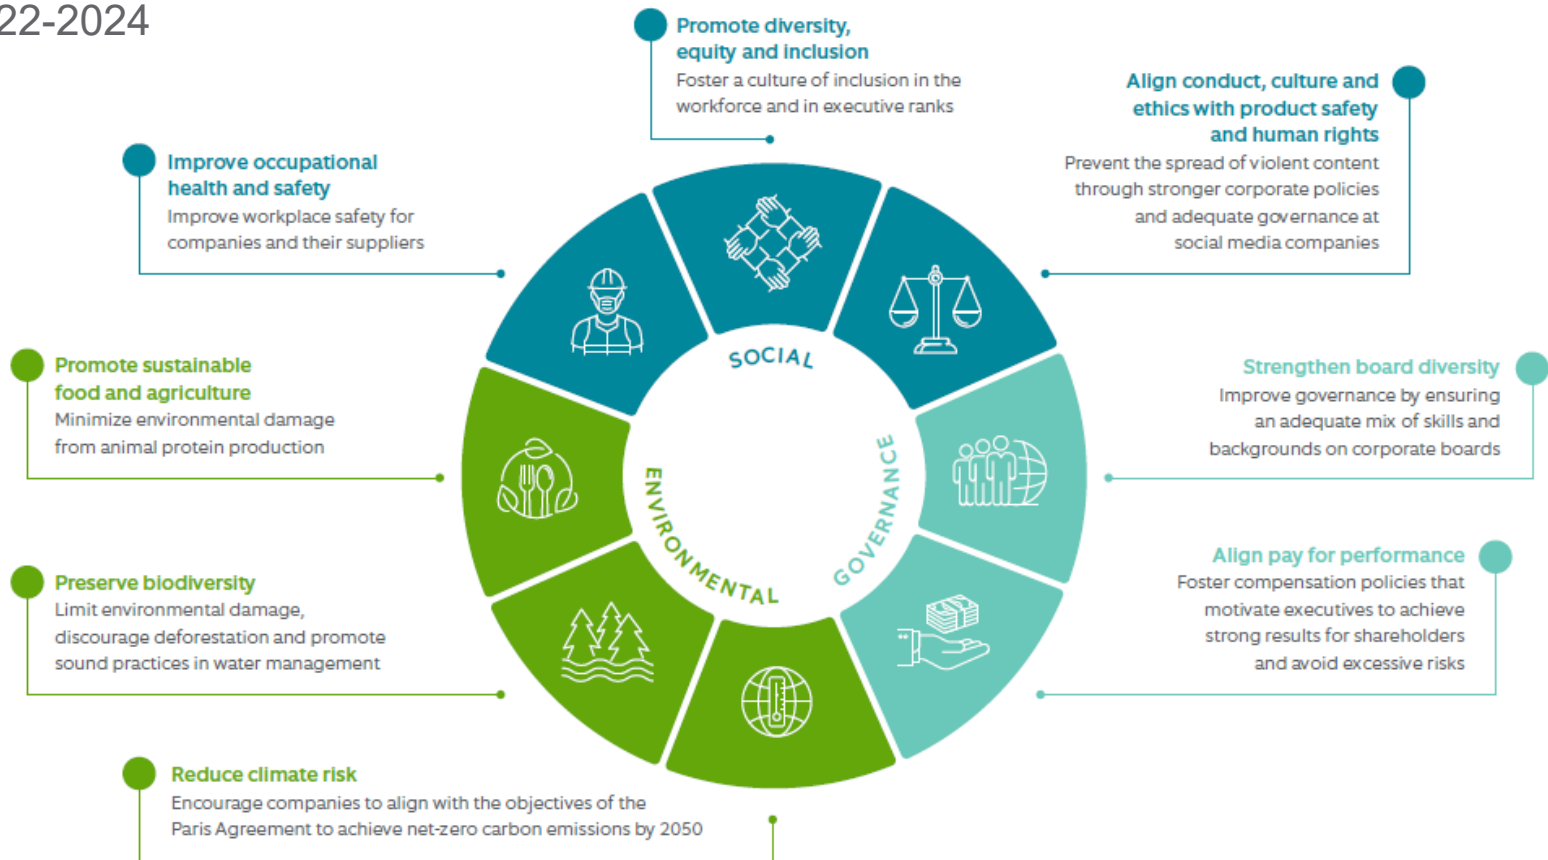 22-2024
Promote diversity,
equity and inclusion
Foster a culture of inclusion in the
workforce and in executive ranks
Align conduct, culture and
ethics with product safety
and human rights
Prevent the spread of violent content
through stronger corporate policies
and adequate governance at
social media companies
Improve occupational
health and safety
Improve workplace safety for
companies and their suppliers
Promote sustainable
food and agriculture
Minimize environmental damage
from animal protein production
Strengthen board diversity
Improve governance by ensuring
an adequate mix of skills and
backgrounds on corporate boards
SOCIAL
ENVIRONMENTAL
GOVERNANCE
Preserve biodiversity
Limit environmental damage,
discourage deforestation and promote
sound practices in water management
Align pay for performance
Foster compensation policies that
motivate executives to achieve
strong results for shareholders
and avoid excessive risks
Reduce climate risk
Encourage companies to align with the objectives of the
Paris Agreement to achieve net-zero carbon emissions by 2050